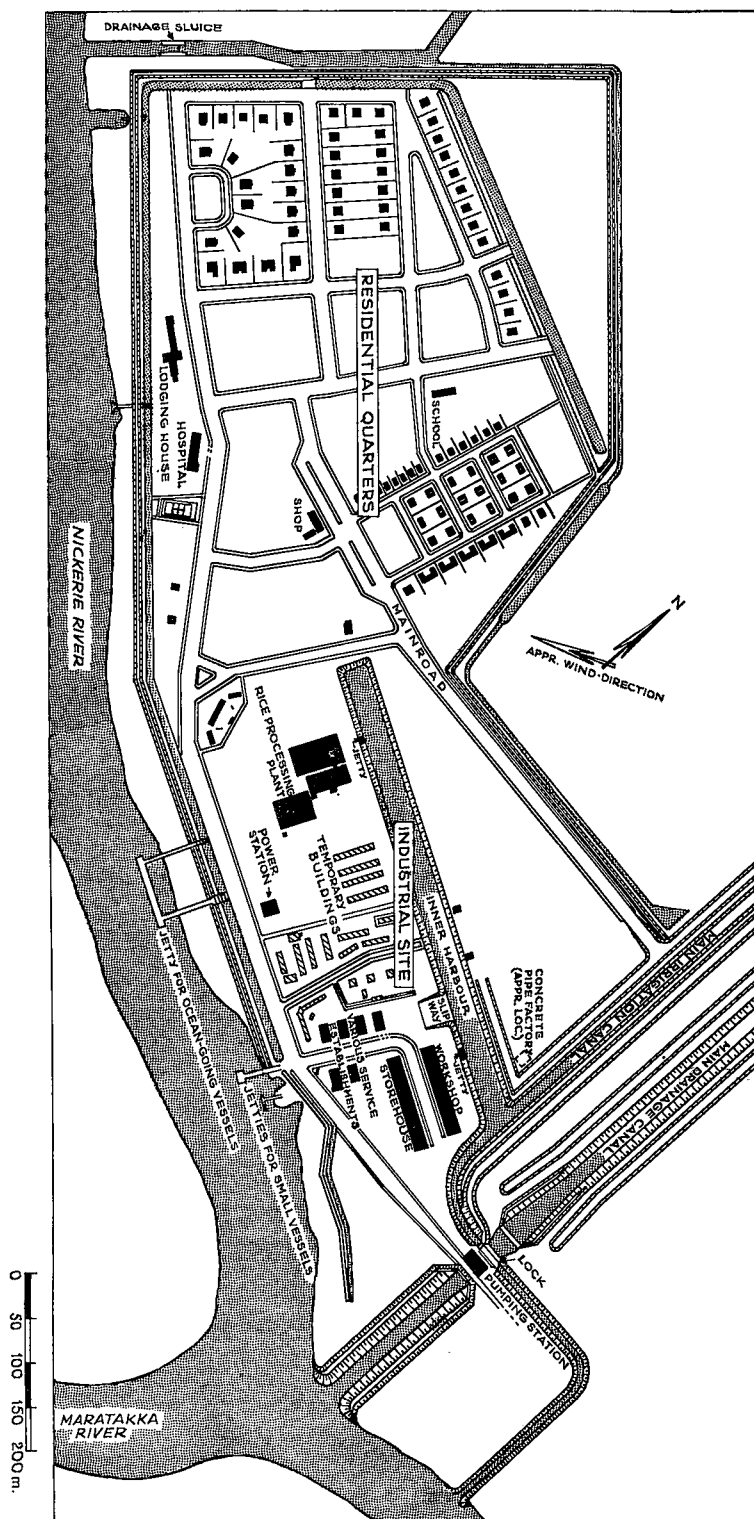 DRAINAGE SLUICE
RESIDENTIAL QUARTERS
SCHOOL
LODGING HOUSE
HOSPITAL
SHOP
NICKERIE RIVER
MAINROAD
N
APPR. WIND-DIRECTION
RICE PROCESSING
PLANT
JETTY
POWER
STATION
TEMPORARY
BUILDINGS
INDUSTRIAL SITE
INNER HARBOUR
CONCRETE
PIPE FACTORY
(APPR. LOC.)
MAIN IRRIGATION CANAL
MAIN DRAINAGE CANAL
SLIP
WAY
JETTY
WORKSHOP
STOREHOUSE
VARIOUS SERVICE
ESTABLISHMENTS
JETTY FOR OCEAN-GOING VESSELS
JETTIES FOR SMALL VESSELS
LOCK
PUMPING STATION
MARATAKKA
RIVER
0 50 100 150 200 m.